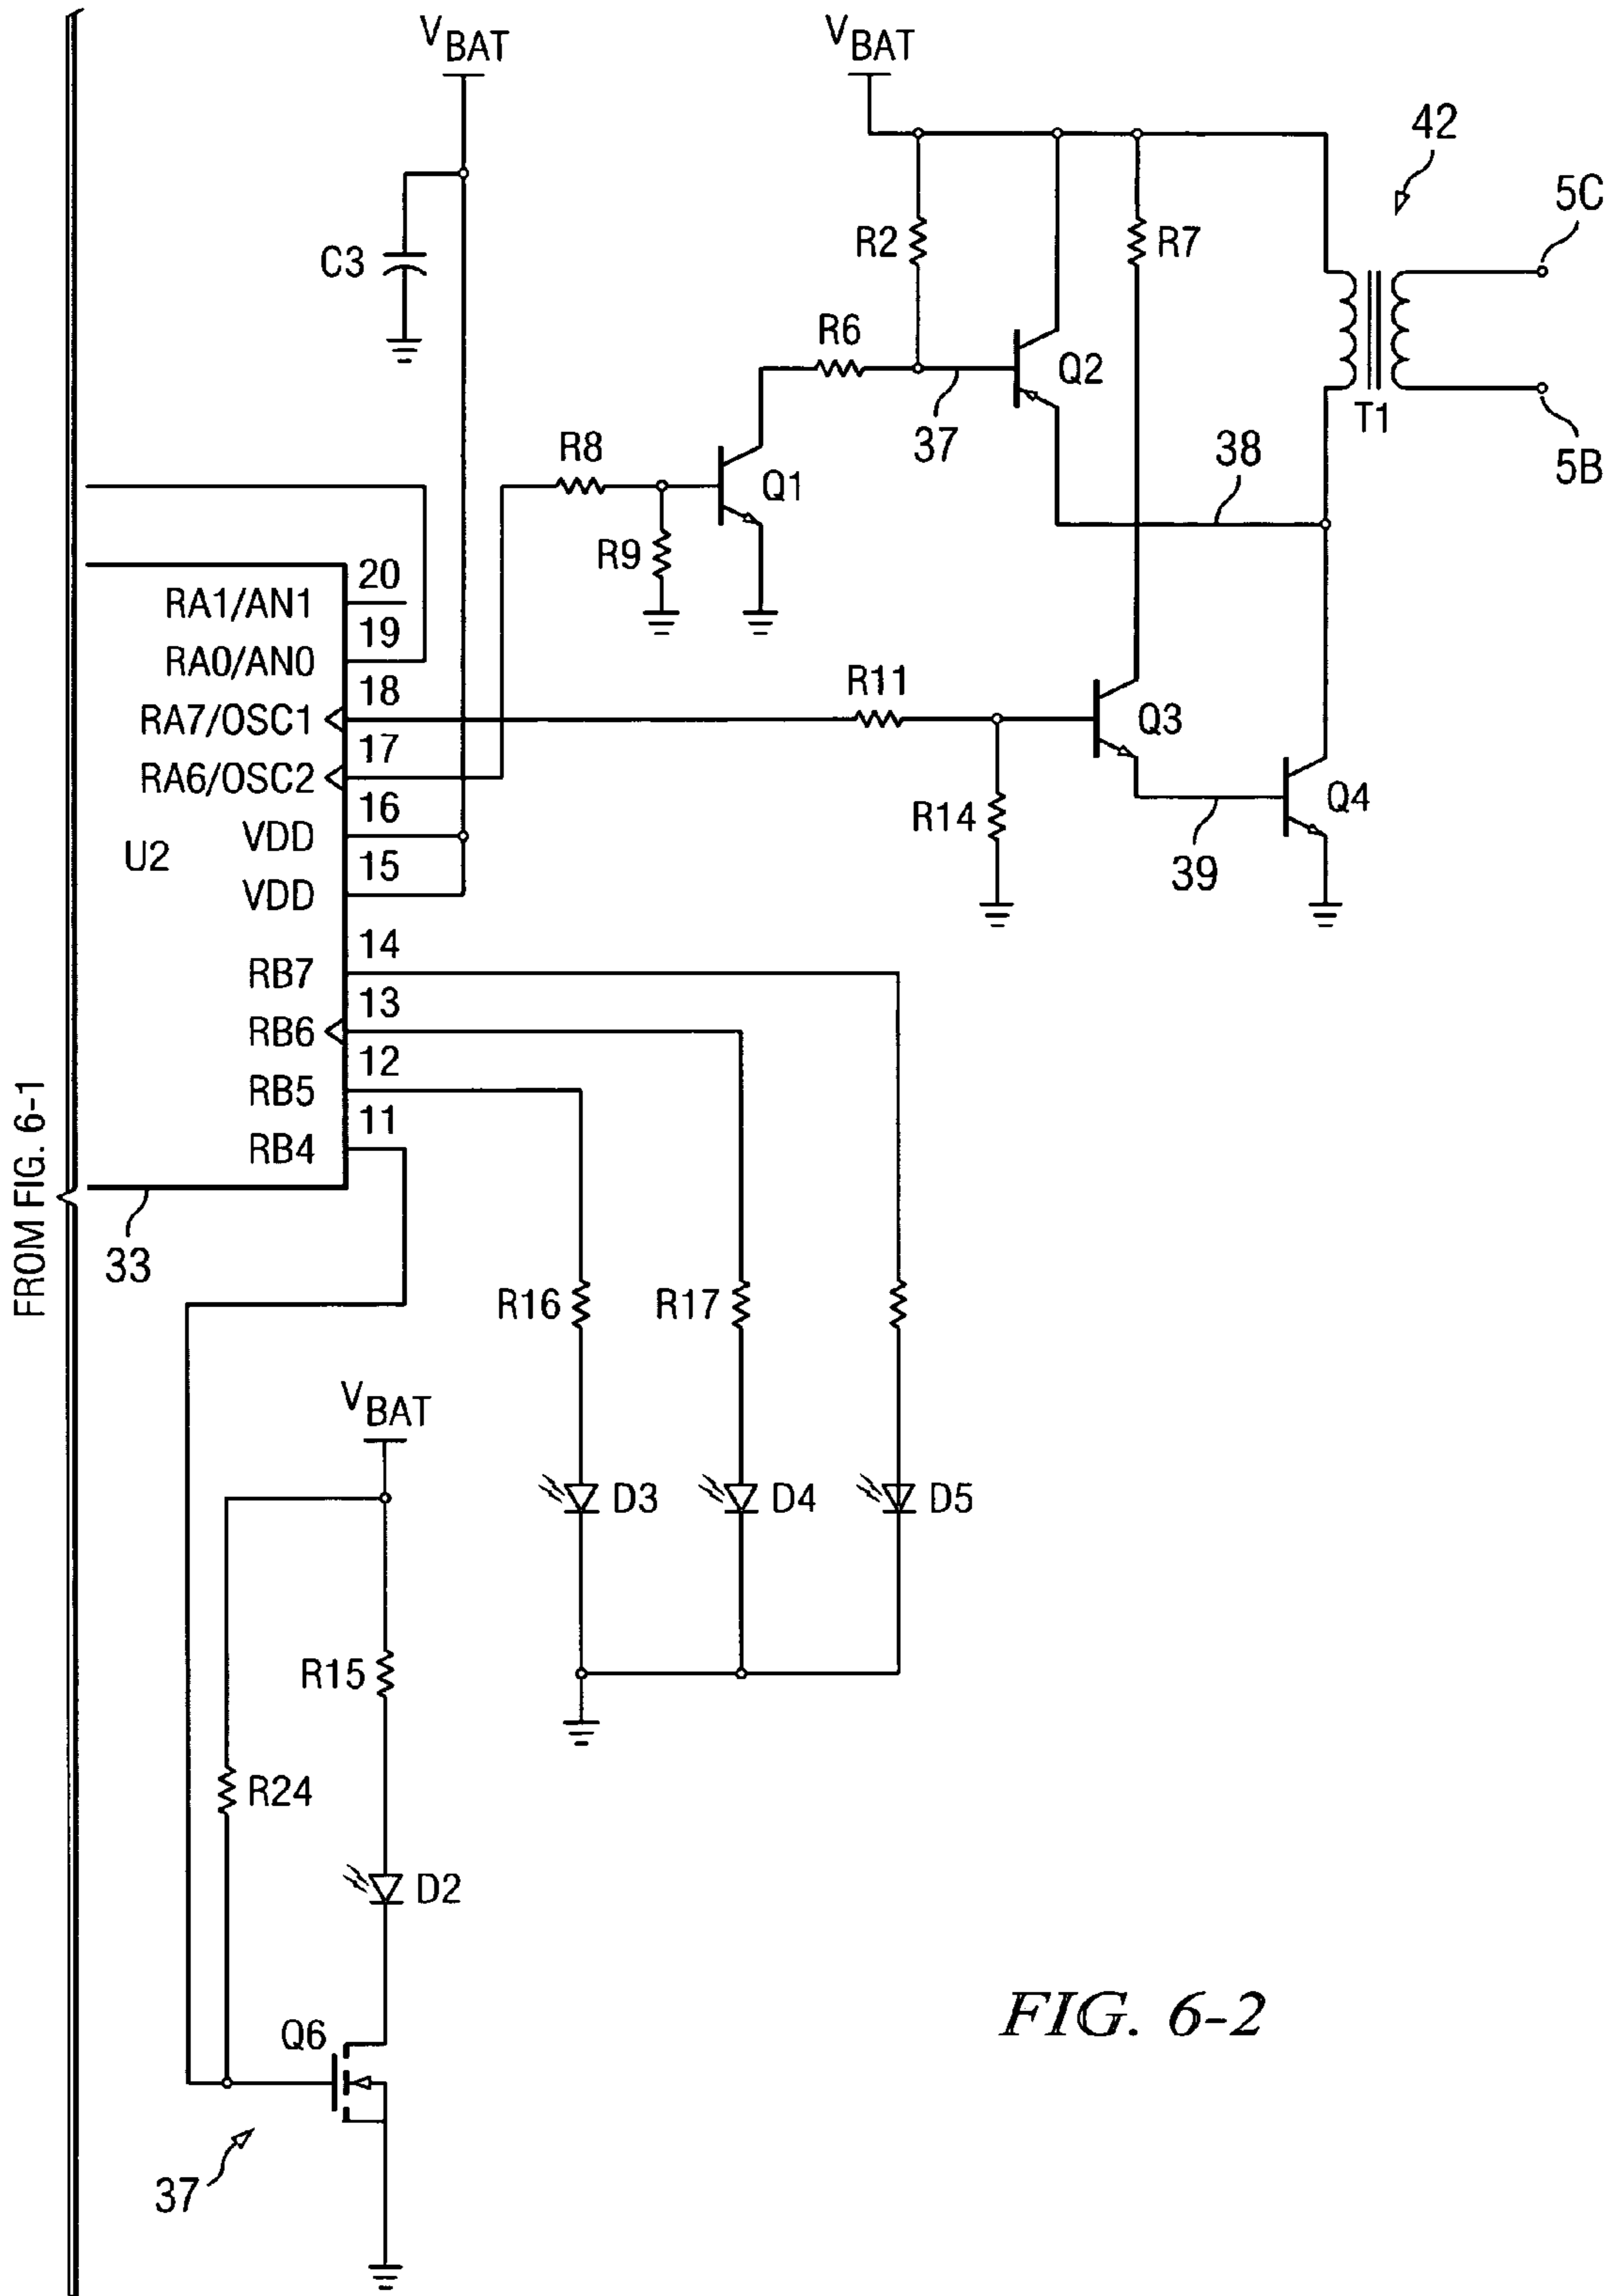 VBAT
VBAT
42
5C
C3
R2
R7
R6
Q2
T1
37
38
5B
R8
Q1
R9
20
RA1/AN1
19
RA0/AN0
18
RA7/OSC1
R11
Q3
17
RA6/OSC2
16
VDD
R14
Q4
U2
15
VDD
39
14
RB7
13
RB6
12
RB5
11
RB4
FROM FIG. 6-1
33
R16
R17
VBAT
D3
D4
D5
R15
R24
D2
FIG. 6-2
Q6
37